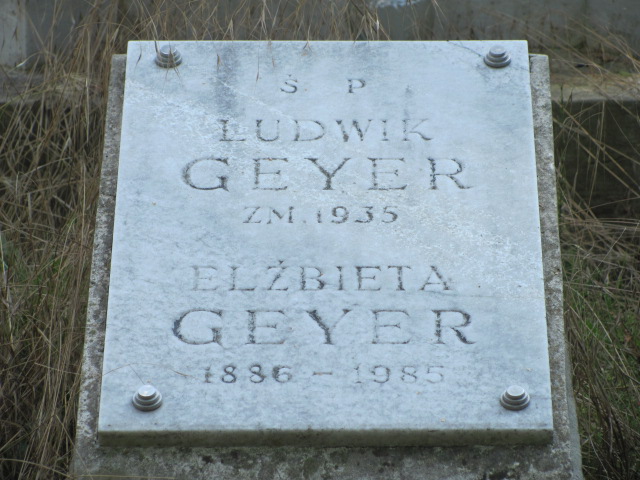 Ś P
LUDWIK
GEYER
ZM. 1935
ELŻBIETA
GEYER
1886 - 1985